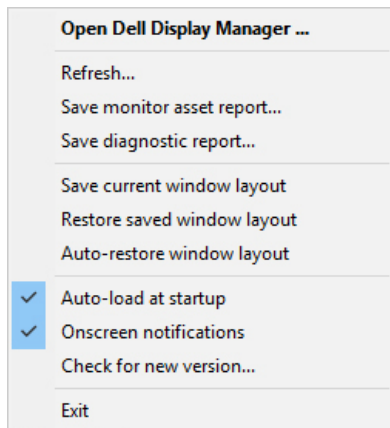 Open Dell Display Manager ...
Refresh...
Save monitor asset report...
Save diagnostic report...
Save current window layout
Restore saved window layout
Auto-restore window layout
Auto-load at startup
Onscreen notifications
Check for new version...
Exit